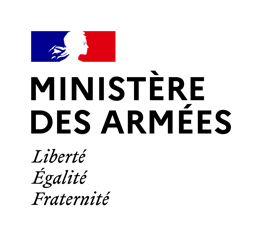 MINISTÈRE
DES ARMÉES
Liberté
Égalité
Fraternité